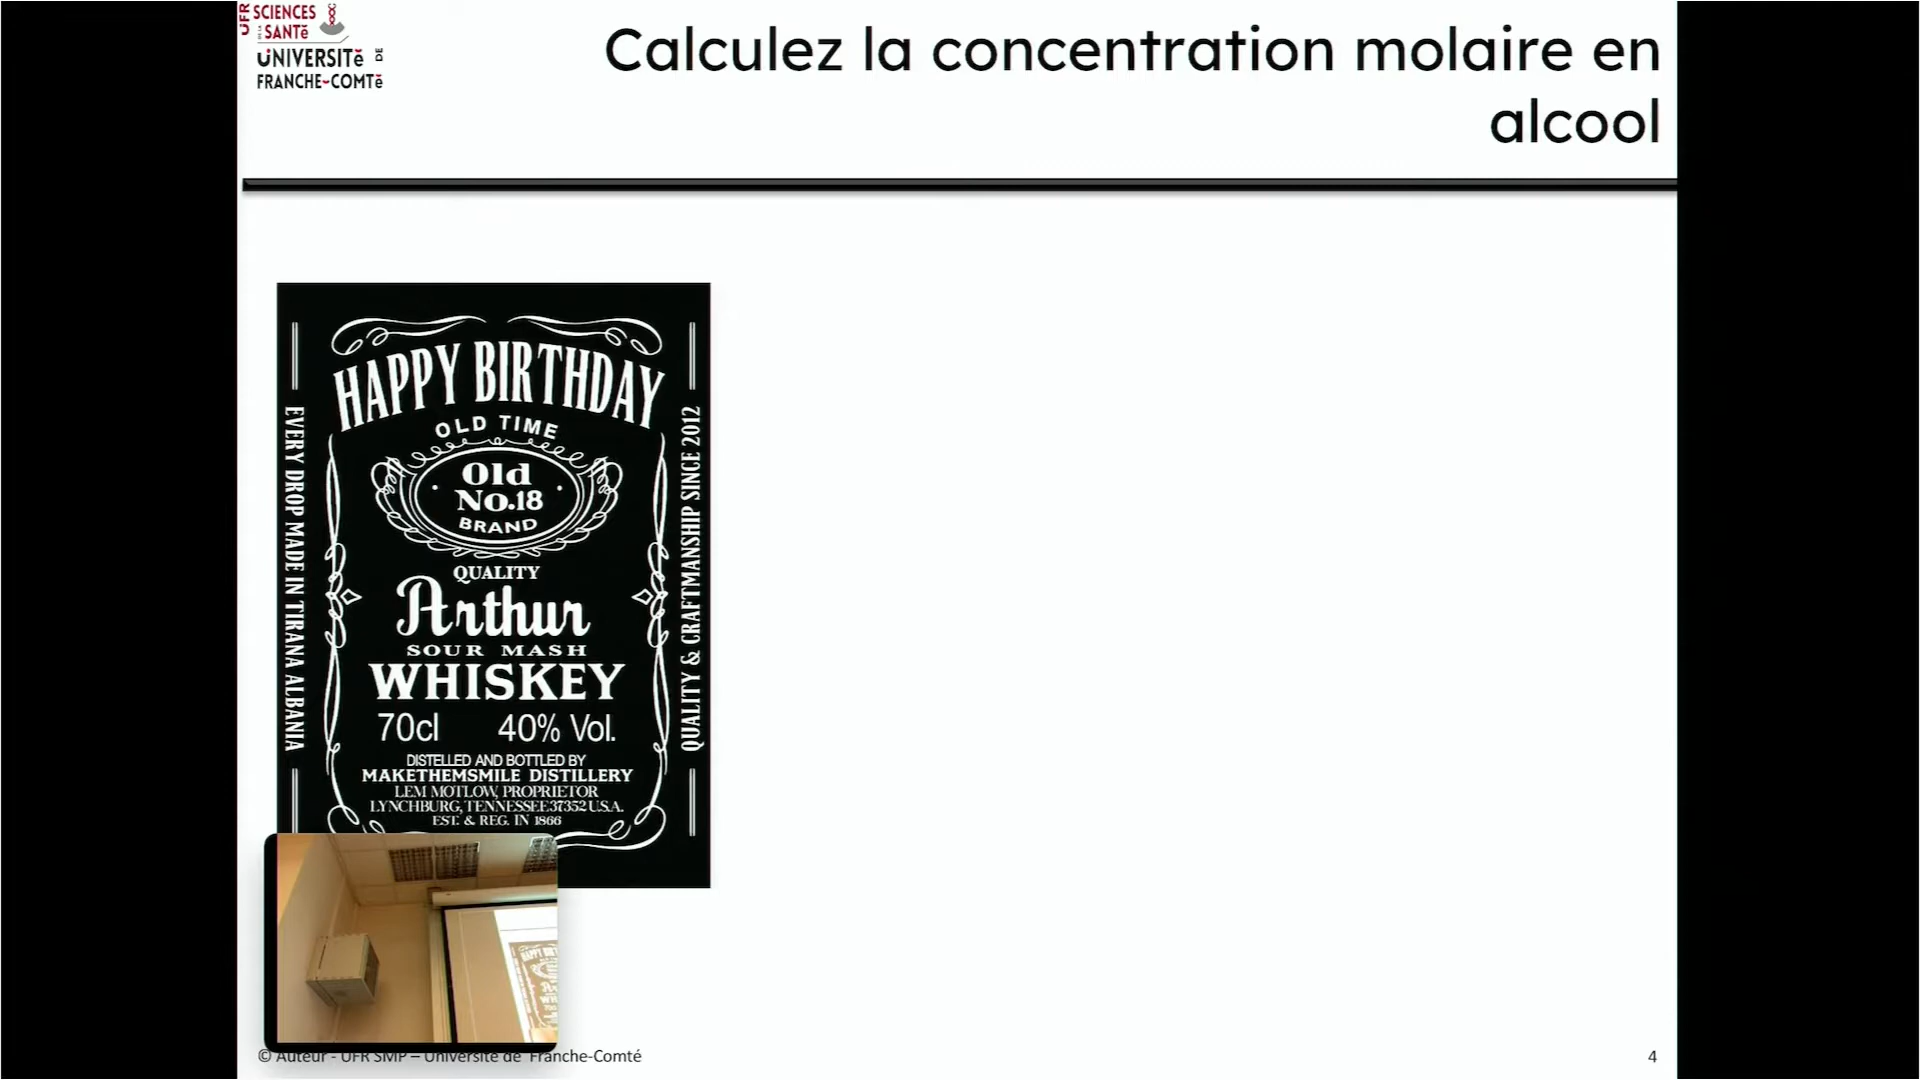 UFR
SCIENCES
DE LA
SANTé
UNIVERSITé DE
FRANCHE-COMTé
Calculez la concentration molaire en
alcool
HAPPY BIRTHDAY
OLD TIME
Old
No.18
BRAND
QUALITY
Arthur
SOUR MASH
WHISKEY
70cl 40% Vol.
DISTELLED AND BOTTLED BY
MAKETHEMSMILE DISTILLERY
LEM MOTLOW, PROPRIETOR
LYNCHBURG, TENNESSEE 37352 U.S.A.
EST. & REG. IN 1866
EVERY DROP MADE IN TIRANA ALBANIA
QUALITY & CRAFTMANSHIP SINCE 2012
© Auteur - UFR SMP – Université de Franche-Comté
4